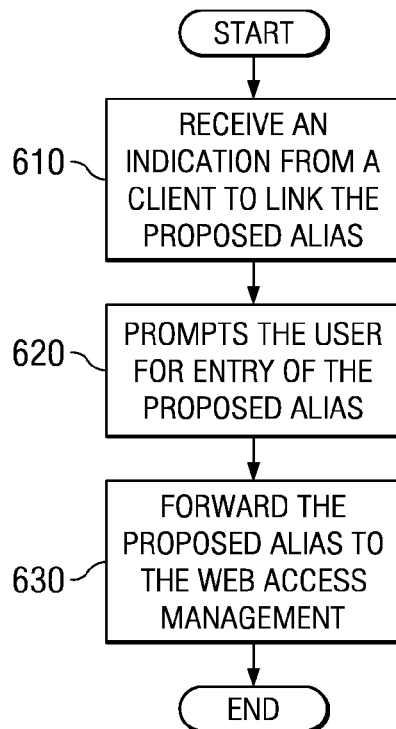 START
610
RECEIVE AN
INDICATION FROM A
CLIENT TO LINK THE
PROPOSED ALIAS
620
PROMPTS THE USER
FOR ENTRY OF THE
PROPOSED ALIAS
630
FORWARD THE
PROPOSED ALIAS TO
THE WEB ACCESS
MANAGEMENT
END